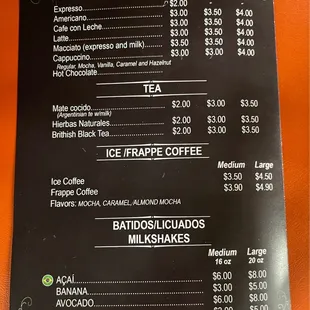 Expresso $2.00
Americano $3.00 $3.50 $4.00
Cafe con Leche $3.00 $3.50 $4.00
Latte $3.50 $4.00
Macciato (expresso and milk) $3.00 $3.50 $4.00
Cappuccino $3.00 $3.50 $4.00
Regular, Mocha, Vanilla, Caramel and Hazelnut
Hot Chocolate
TEA
Mate cocido $2.00 $3.00 $3.50
(Argentinian te w/milk)
Hierbas Naturales $2.00 $3.00 $3.50
Brithish Black Tea $2.00 $3.00 $3.50
ICE /FRAPPE COFFEE
Medium Large
Ice Coffee $3.50 $4.50
Frappe Coffee $3.90 $4.90
Flavors: MOCHA, CARAMEL, ALMOND MOCHA
BATIDOS/LICUADOS
MILKSHAKES
Medium Large
16 oz 20 oz
AÇAÍ $6.00 $8.00
BANANA $3.00 $5.00
AVOCADO $6.00 $8.00
$5.00